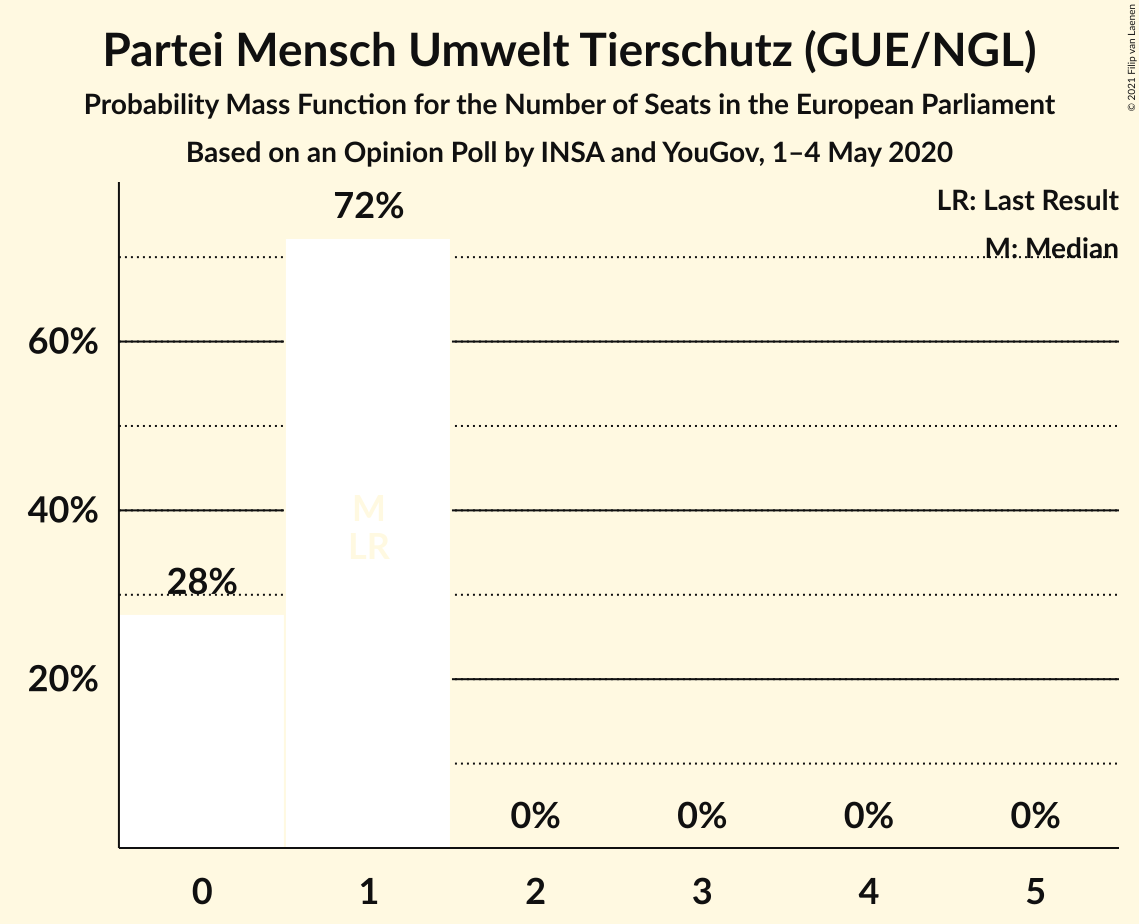 Partei Mensch Umwelt Tierschutz (GUE/NGL)
Probability Mass Function for the Number of Seats in the European Parliament
Based on an Opinion Poll by INSA and YouGov, 1–4 May 2020
© 2021 Filip van Laenen
LR: Last Result
M: Median
72%
60%
40%
20%
M
LR
28%
0% 0% 0% 0%
0 1 2 3 4 5